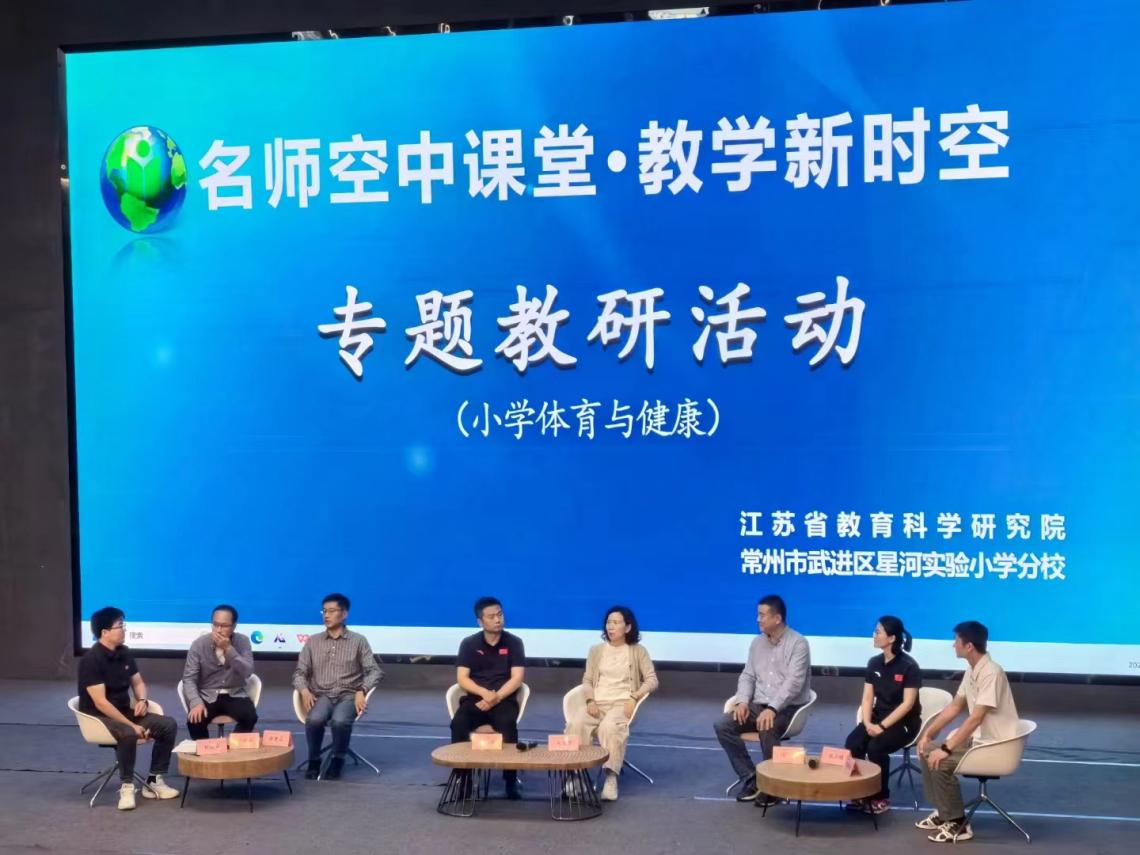 名师空中课堂·教学新时空
专题教研活动
（小学体育与健康）
江苏省教育科学研究院
常州市武进区星河实验小学分校
搜索